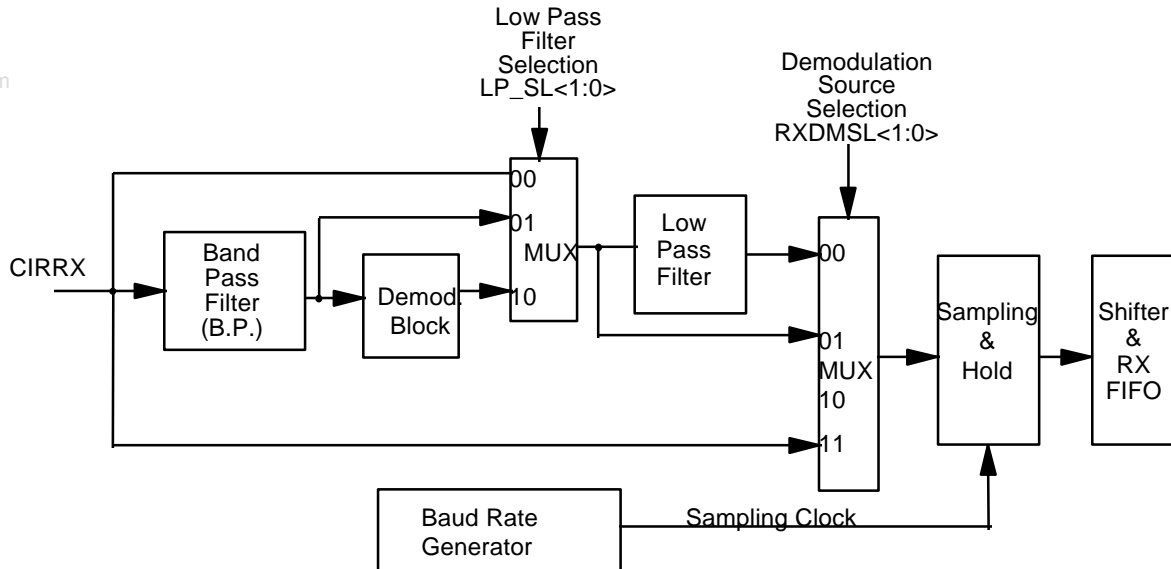 Low Pass
Filter
Selection
LP_SL<1:0>
m
Demodulation
Source
Selection
RXDMSL<1:0>
00
01
MUX
10
Low
Pass
Filter
CIRRX
Band
Pass
Filter
(B.P.)
Demod.
Block
00
01
MUX
10
11
Sampling
&
Hold
Shifter
&
RX
FIFO
Baud Rate
Generator
Sampling Clock